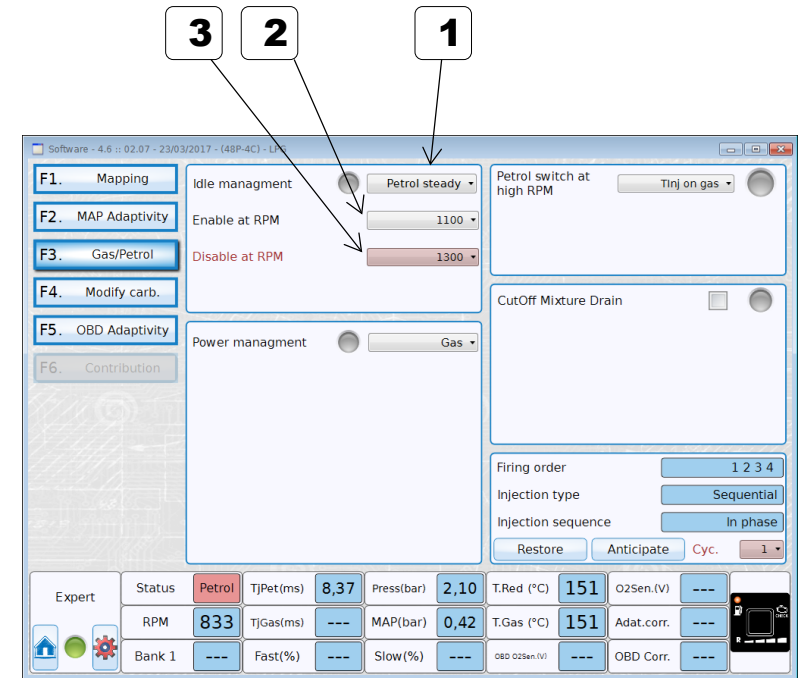 3 2 1
Software - 4.6 :: 02.07 - 23/03/2017 - (48P-4C) - LPG
F1. Mapping
F2. MAP Adaptivity
F3. Gas/Petrol
F4. Modify carb.
F5. OBD Adaptivity
F6. Contribution
Idle managment Petrol steady
Enable at RPM 1100
Disable at RPM 1300
Power managment Gas
Petrol switch at
high RPM
TInj on gas
CutOff Mixture Drain
Firing order 1 2 3 4
Injection type Sequential
Injection sequence In phase
Restore Anticipate Cyc. 1
Expert
Status Petrol TjPet(ms) 8,37 Press(bar) 2,10 T.Red (°C) 151 O2Sen.(V) ---
RPM 833 TjGas(ms) --- MAP(bar) 0,42 T.Gas (°C) 151 Adat.corr. ---
Bank 1 --- Fast(%) --- Slow(%) --- OBD O2Sen.(V) --- OBD Corr. ---
CHECK
R